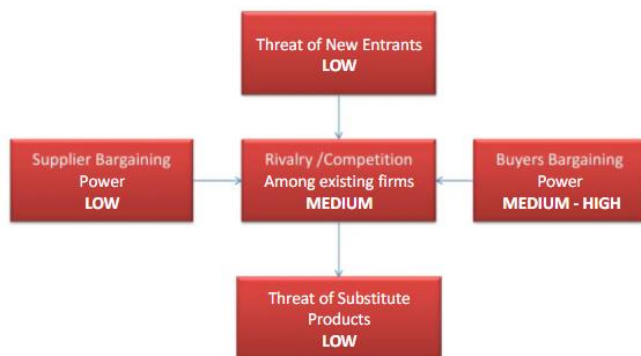 Threat of New Entrants
LOW
Supplier Bargaining
Power
LOW
Rivalry /Competition
Among existing firms
MEDIUM
Buyers Bargaining
Power
MEDIUM - HIGH
Threat of Substitute
Products
LOW